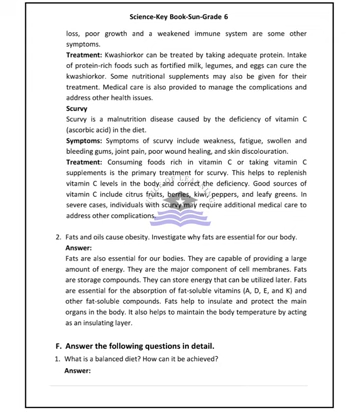 Science-Key Book-Sun-Grade 6
loss, poor growth and a weakened immune system are some other
symptoms.
Treatment: Kwashiorkor can be treated by taking adequate protein. Intake
of protein-rich foods such as fortified milk, legumes, and eggs can cure the
kwashiorkor. Some nutritional supplements may also be given for their
treatment. Medical care is also provided to manage the complications and
address other health issues.
Scurvy
Scurvy is a malnutrition disease caused by the deficiency of vitamin C
(ascorbic acid) in the diet.
Symptoms: Symptoms of scurvy include weakness, fatigue, swollen and
bleeding gums, joint pain, poor wound healing, and skin discolouration.
Treatment: Consuming foods rich in vitamin C or taking vitamin C
supplements is the primary treatment for scurvy. This helps to replenish
vitamin C levels in the body and correct the deficiency. Good sources of
vitamin C include citrus fruits, berries, kiwi, peppers, and leafy greens. In
severe cases, individuals with scurvy may require additional medical care to
address other complications.
2. Fats and oils cause obesity. Investigate why fats are essential for our body.
Answer:
Fats are also essential for our bodies. They are capable of providing a large
amount of energy. They are the major component of cell membranes. Fats
are storage compounds. They can store energy that can be utilized later. Fats
are essential for the absorption of fat-soluble vitamins (A, D, E, and K) and
other fat-soluble compounds. Fats help to insulate and protect the main
organs in the body. It also helps to maintain the body temperature by acting
as an insulating layer.
F. Answer the following questions in detail.
1. What is a balanced diet? How can it be achieved?
Answer: